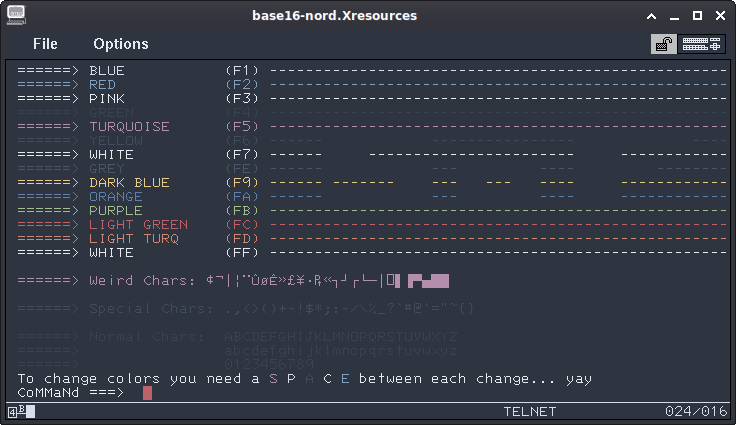 base16-nord.Xresources
File Options
======> BLUE (F1) ---------------------------------------------------
======> RED (F2) ---------------------------------------------------
======> PINK (F3) ---------------------------------------------------
======> GREEN (F4) ---------------------------------------------------
======> TURQUOISE (F5) ---------------------------------------------------
======> YELLOW (F6) ------ --- ---- ----
======> WHITE (F7) ------ ------------- ---------- ------------
======> GREY (FE) ------ --- ----
======> DARK BLUE (F9) ------ ------- --- --- ---- ------------
======> ORANGE (FA) ------ --- ---- ------------
======> PURPLE (FB) ---------------------------------------------------
======> LIGHT GREEN (FC) ---------------------------------------------------
======> LIGHT TURQ (FD) ---------------------------------------------------
======> WHITE (FF) ---------------------------------------------------
======> Weird Chars: ¢¬|¦¨ÛøÊ»£¥·₧«┐┘┌└─│
======> Special Chars: .,<>()+-!$*;:-/\%_?`#@'="~{}
======> Normal Chars: ABCDEFGHIJKLMNOPQRSTUVWXYZ
======> abcdefghijklmnopqrstuvwxyz
======> 0123456789
To change colors you need a S P A C E between each change... yay
CoMMaNd ===>
4B TELNET 024/016